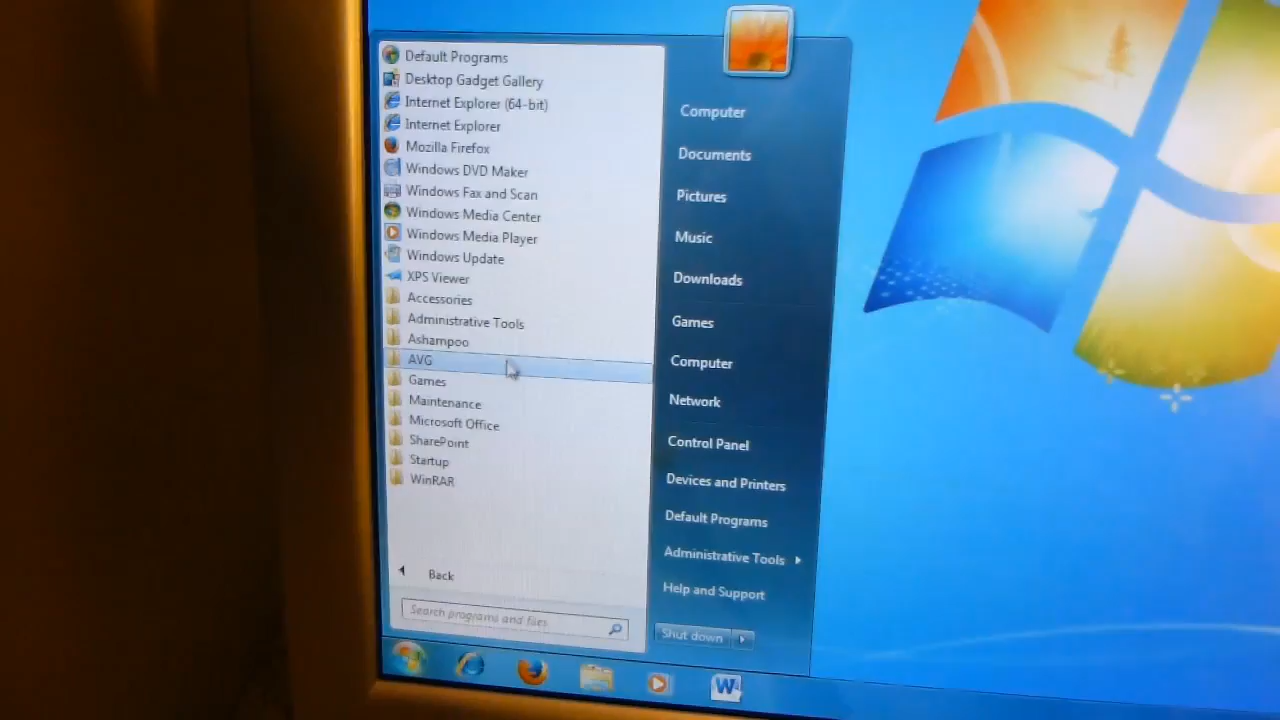 Default Programs
Desktop Gadget Gallery
Internet Explorer (64-bit)
Internet Explorer
Mozilla Firefox
Windows DVD Maker
Windows Fax and Scan
Windows Media Center
Windows Media Player
Windows Update
XPS Viewer
Accessories
Administrative Tools
Ashampoo
AVG
Games
Maintenance
Microsoft Office
SharePoint
Startup
WinRAR
Back
Search programs and files
Computer
Documents
Pictures
Music
Downloads
Games
Computer
Network
Control Panel
Devices and Printers
Default Programs
Administrative Tools
Help and Support
Shut down
W